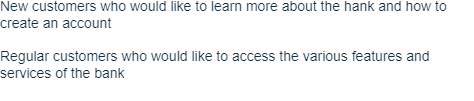 New customers who would like to learn more about the hank and how to
create an account
Regular customers who would like to access the various features and
services of the bank